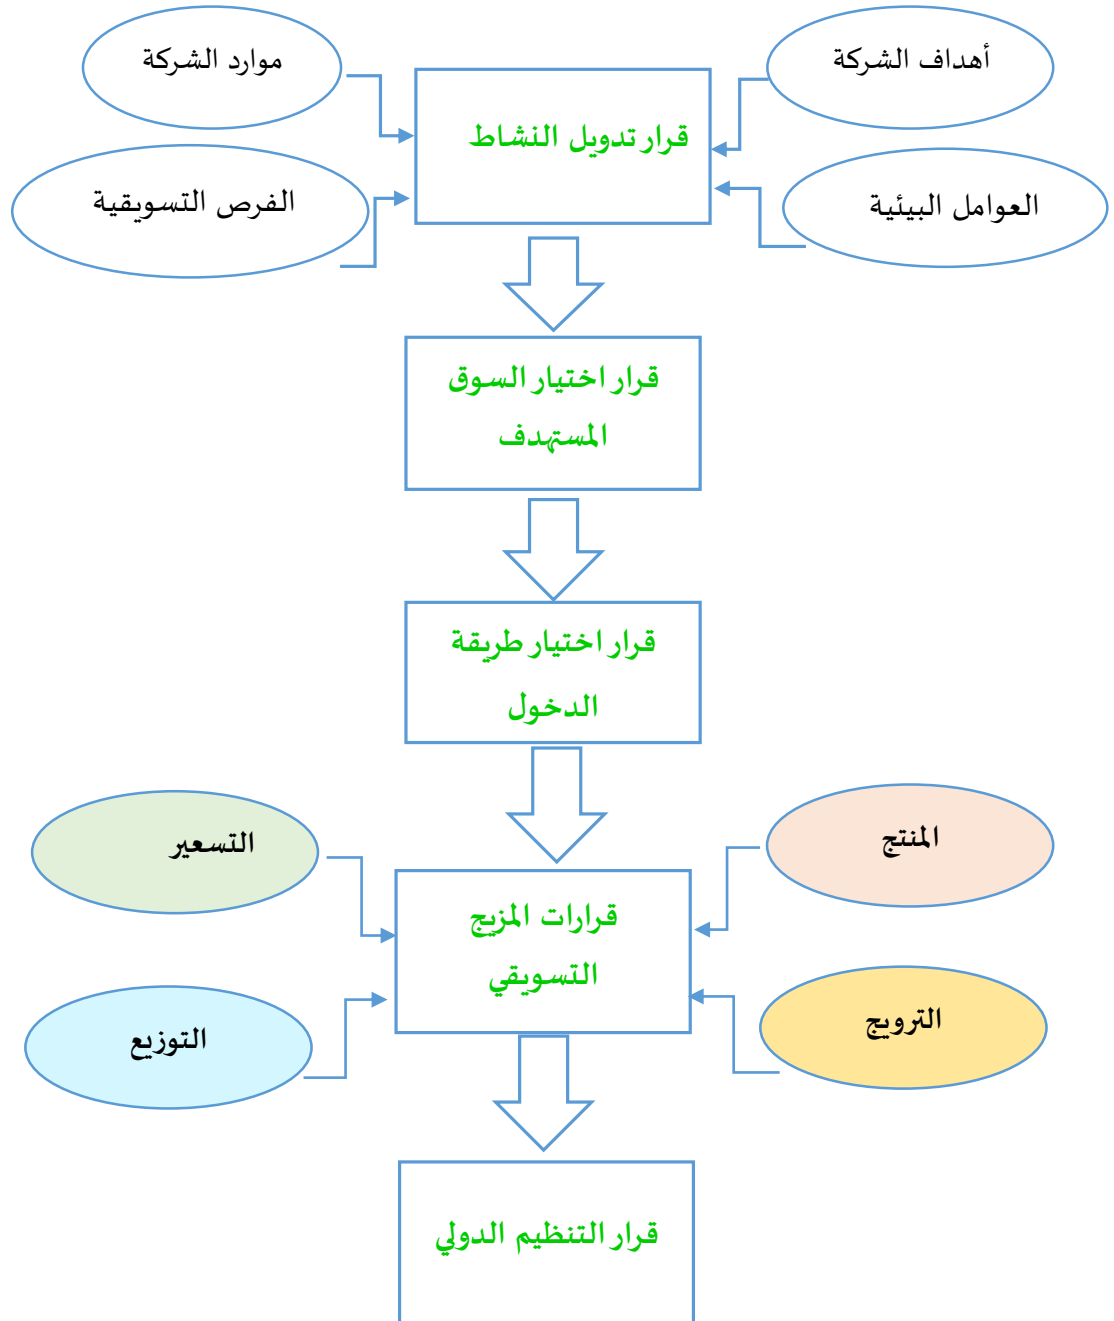 أهداف الشركة
موارد الشركة
قرار تدويل النشاط
العوامل البيئية
الفرص التسويقية
قرار اختيار السوق
المستهدف
قرار اختيار طريقة
الدخول
المنتج
التسعير
قرارات المزيج
التسويقي
الترويج
التوزيع
قرار التنظيم الدولي